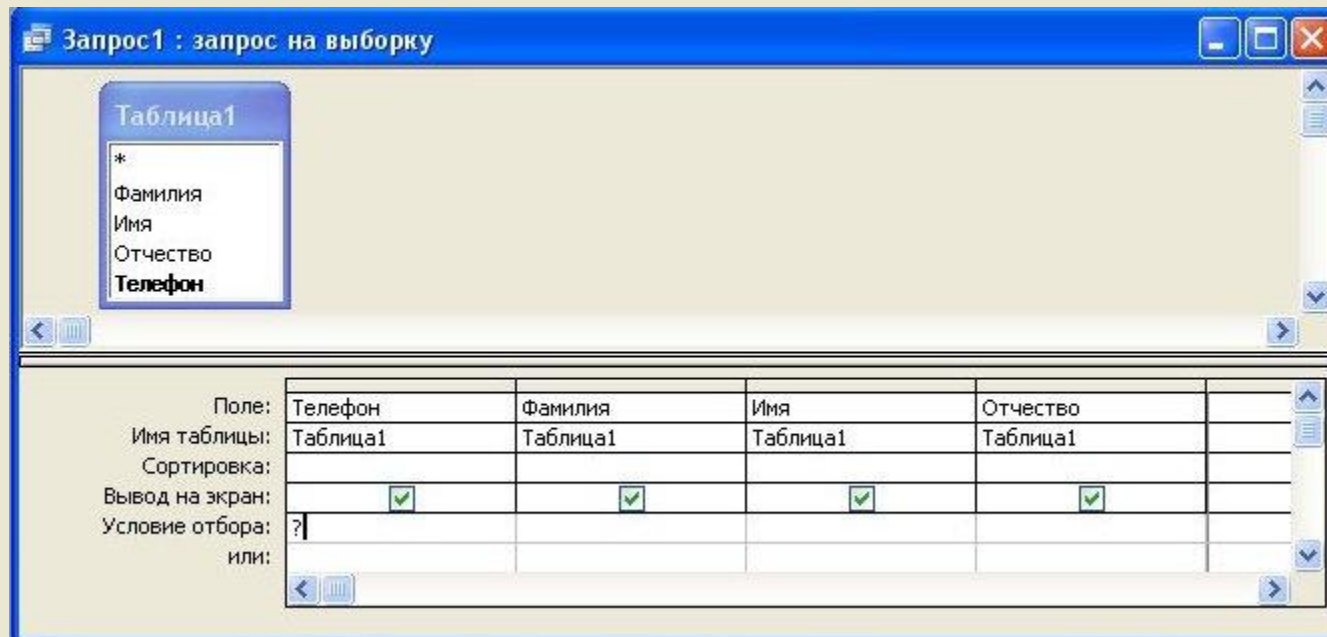 Запрос1 : запрос на выборку
Таблица1
*
Фамилия
Имя
Отчество
Телефон
Поле: Телефон Фамилия Имя Отчество
Имя таблицы: Таблица1 Таблица1 Таблица1 Таблица1
Сортировка:
Вывод на экран:
Условие отбора: ?
или: